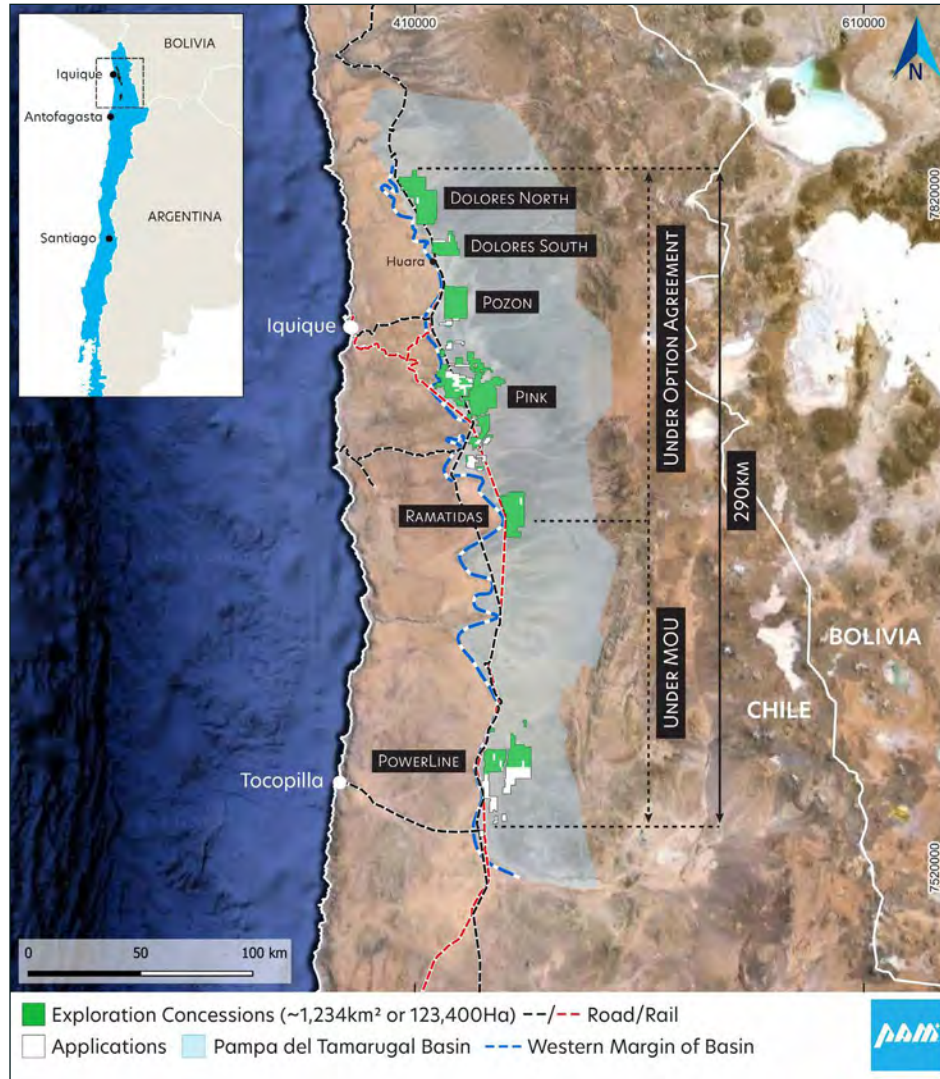 410000
610000
BOLIVIA
Iquique
Antofagasta
ARGENTINA
Santiago
N
7820000
DOLORES NORTH
DOLORES SOUTH
Huara
POZON
Iquique
PINK
UNDER OPTION AGREEMENT
290KM
RAMATIDAS
UNDER MOU
BOLIVIA
CHILE
POWERLINE
Tocopilla
7520000
0 50 100 km
Exploration Concessions (~1,234km² or 123,400Ha) --/-- Road/Rail
Applications Pampa del Tamarugal Basin --- Western Margin of Basin
PAM